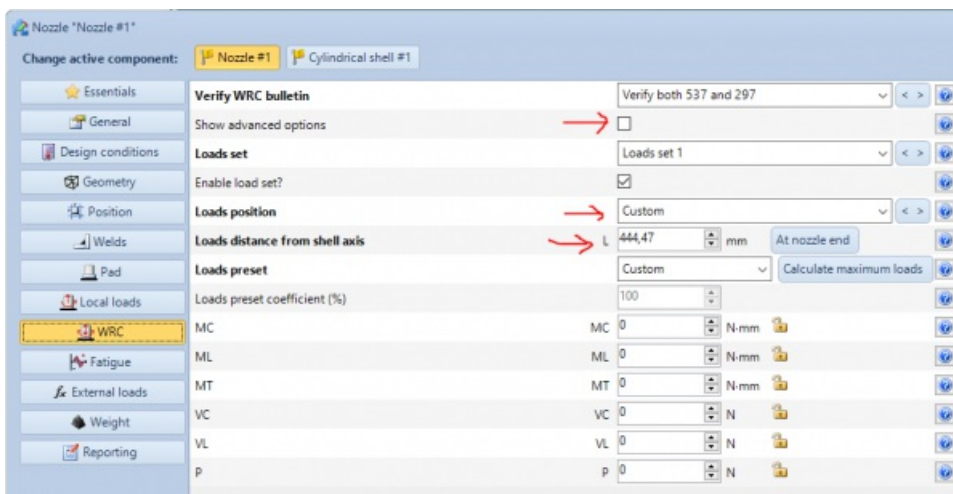 Nozzle "Nozzle #1"
Change active component: Nozzle #1 Cylindrical shell #1
Essentials
General
Design conditions
Geometry
Position
Welds
Pad
Local loads
WRC
Fatigue
fx External loads
Weight
Reporting
Verify WRC bulletin Verify both 537 and 297 < >
Show advanced options
Loads set Loads set 1 < >
Enable load set?
Loads position Custom < >
Loads distance from shell axis L 444,47 mm At nozzle end
Loads preset Custom Calculate maximum loads
Loads preset coefficient (%) 100
MC MC 0 N·mm
ML ML 0 N·mm
MT MT 0 N·mm
VC VC 0 N
VL VL 0 N
P P 0 N